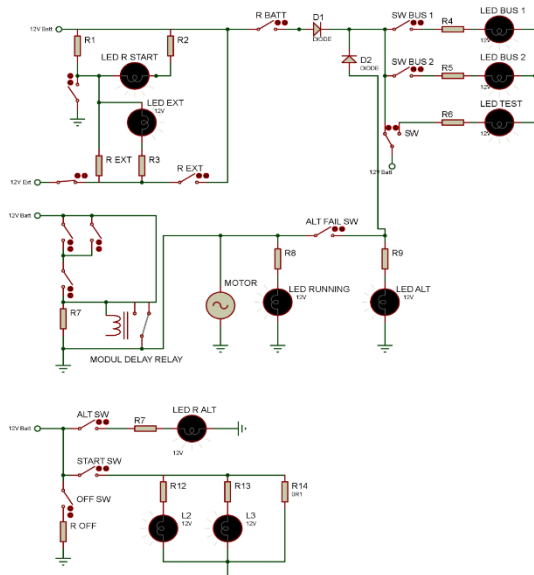 12V Batt
R1
R2
R BATT
D1
DIODE
SW BUS 1
R4
LED BUS 1
12V
LED R START
D2
DIODE
SW BUS 2
R5
LED BUS 2
12V
LED EXT
12V
R6
LED TEST
12V
SW
R EXT
R3
R EXT
12V Batt
12V Ext
12V Batt
ALT FAIL SW
R8
R9
MOTOR
LED RUNNING
12V
LED ALT
12V
R7
MODUL DELAY RELAY
12V Batt
ALT SW
R7
LED R ALT
12V
START SW
OFF SW
R12
R13
R14
0R1
L2
12V
L3
12V
R OFF